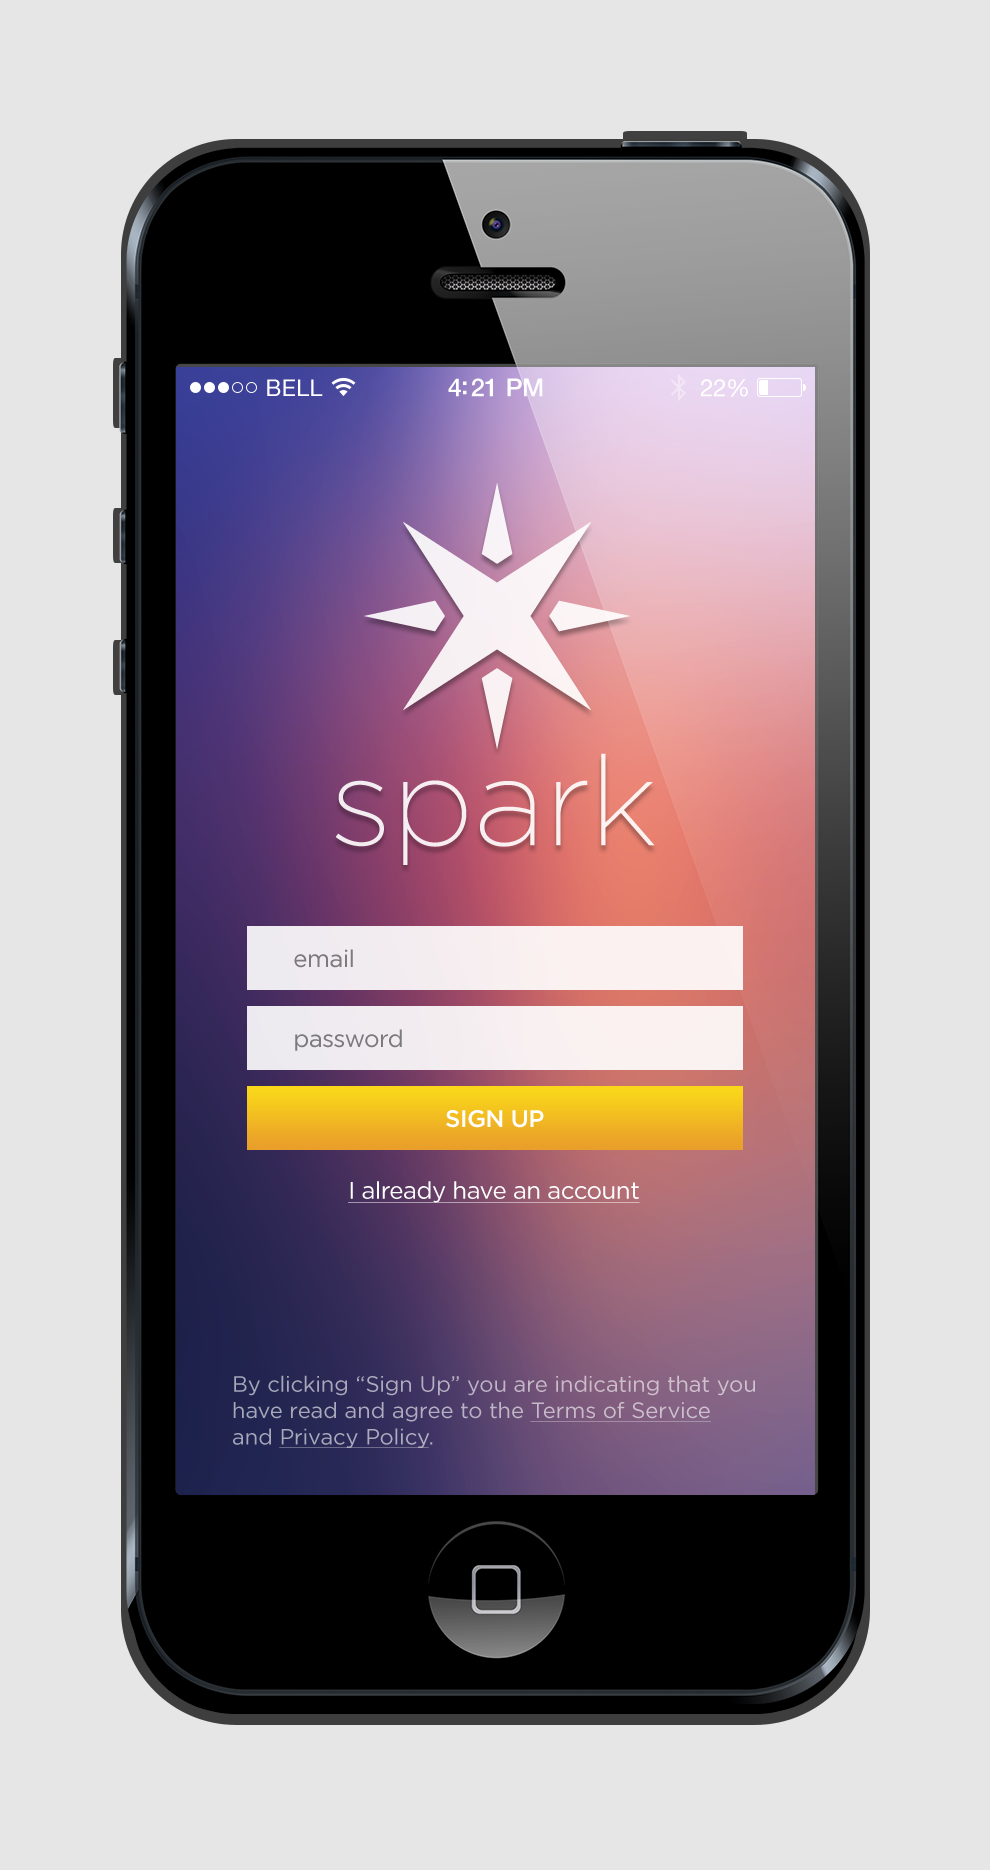 BELL 4:21 PM 22%
spark
email
password
SIGN UP
I already have an account
By clicking “Sign Up” you are indicating that you
have read and agree to the Terms of Service
and Privacy Policy.